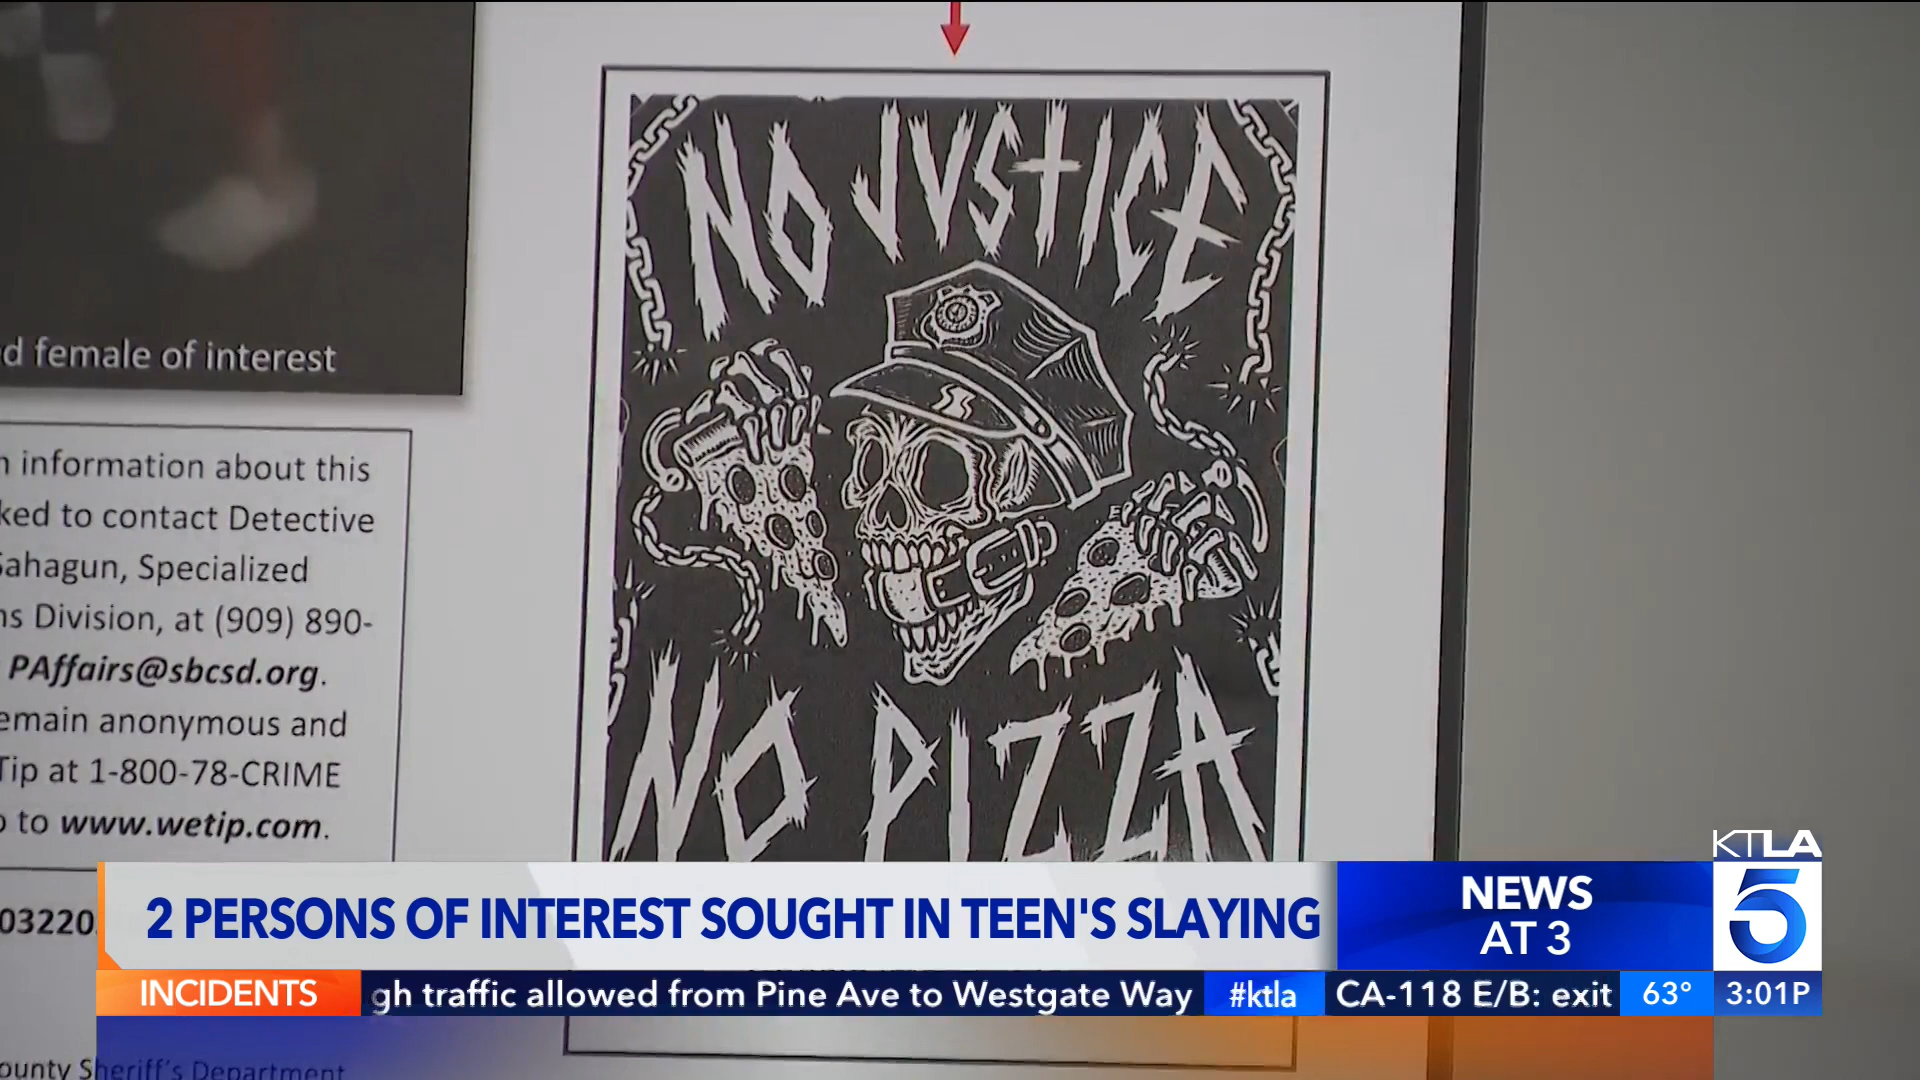 NO JVSTICE
NO PIZZA
d female of interest
information about this
ked to contact Detective
Sahagun, Specialized
ns Division, at (909) 890-
PAffairs@sbcsd.org.
emain anonymous and
Tip at 1-800-78-CRIME
to www.wetip.com.
03220
ounty Sheriff's Department
2 PERSONS OF INTEREST SOUGHT IN TEEN'S SLAYING
NEWS
AT 3
KTLA
5
INCIDENTS
gh traffic allowed from Pine Ave to Westgate Way
#ktla
CA-118 E/B: exit
63°
3:01P